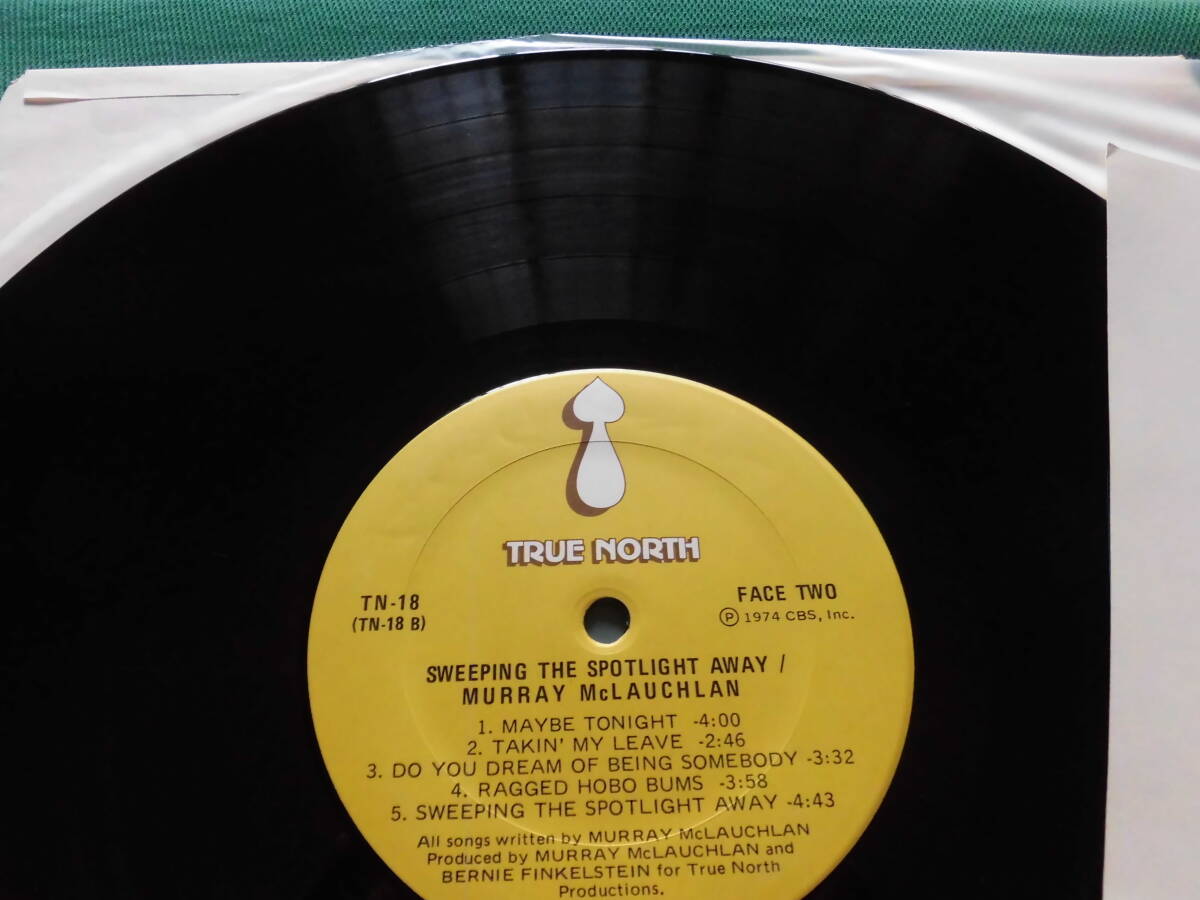 TRUE NORTH
TN-18
(TN-18 B)
FACE TWO
Ⓟ 1974 CBS, Inc.
SWEEPING THE SPOTLIGHT AWAY /
MURRAY McLAUCHLAN
1. MAYBE TONIGHT -4:00
2. TAKIN' MY LEAVE -2:46
3. DO YOU DREAM OF BEING SOMEBODY -3:32
4. RAGGED HOBO BUMS -3:58
5. SWEEPING THE SPOTLIGHT AWAY -4:43
All songs written by MURRAY McLAUCHLAN
Produced by MURRAY McLAUCHLAN and
BERNIE FINKELSTEIN for True North
Productions.